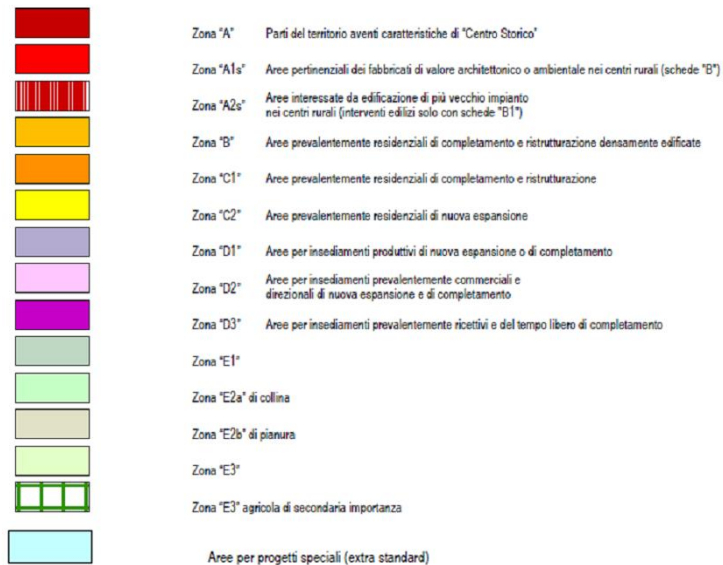 Zona "A" Parti del territorio aventi caratteristiche di "Centro Storico"
Zona "A1s" Aree pertinenziali dei fabbricati di valore architettonico o ambientale nei centri rurali (schede "B")
Zona "A2s" Aree interessate da edificazione di più vecchio impianto
nei centri rurali (interventi edilizi solo con schede "B1")
Zona "B" Aree prevalentemente residenziali di completamento e ristrutturazione densamente edificate
Zona "C1" Aree prevalentemente residenziali di completamento e ristrutturazione
Zona "C2" Aree prevalentemente residenziali di nuova espansione
Zona "D1" Aree per insediamenti produttivi di nuova espansione o di completamento
Zona "D2" Aree per insediamenti prevalentemente commerciali e
direzionali di nuova espansione e di completamento
Zona "D3" Aree per insediamenti prevalentemente ricettivi e del tempo libero di completamento
Zona "E1"
Zona "E2a" di collina
Zona "E2b" di pianura
Zona "E3"
Zona "E3" agricola di secondaria importanza
Aree per progetti speciali (extra standard)